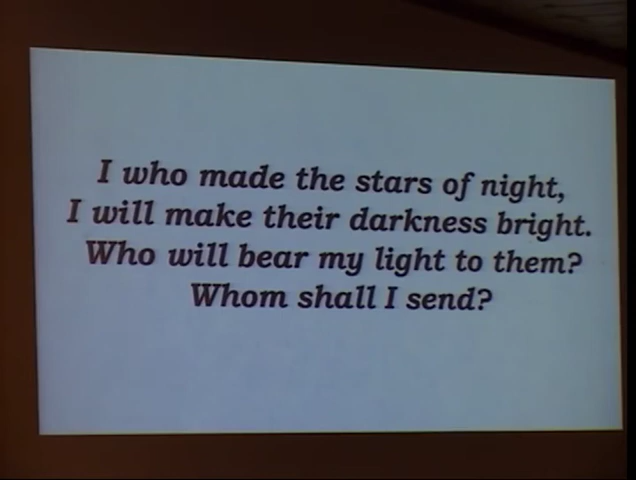 I who made the stars of night,
I will make their darkness bright.
Who will bear my light to them?
Whom shall I send?